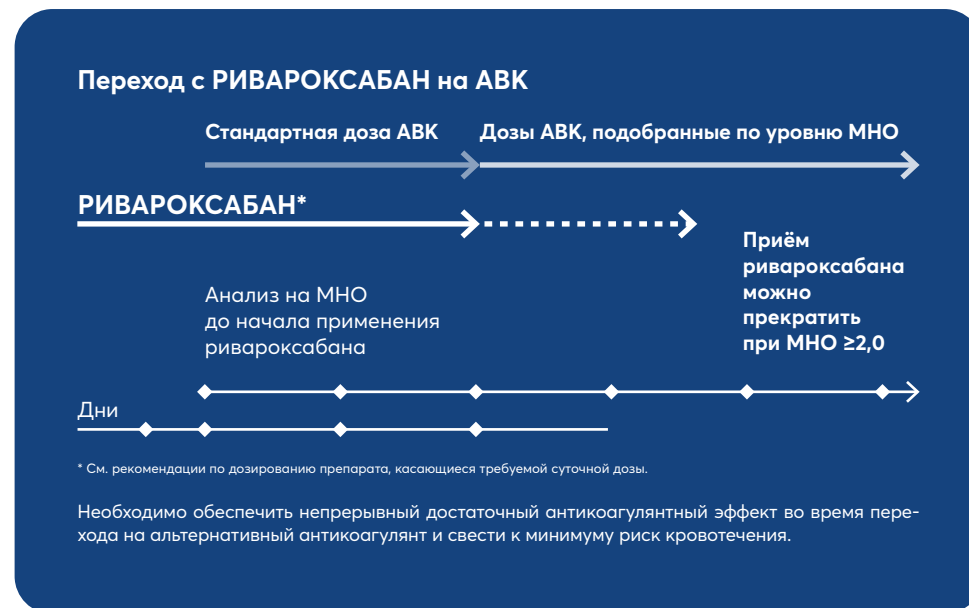 Переход с РИВАРОКСАБАН на АВК
Стандартная доза АВК
Дозы АВК, подобранные по уровню МНО
РИВАРОКСАБАН*
Приём
ривароксабана
можно
прекратить
при МНО ≥2,0
Анализ на МНО
до начала применения
ривароксабана
Дни
* См. рекомендации по дозированию препарата, касающиеся требуемой суточной дозы.
Необходимо обеспечить непрерывный достаточный антикоагулянтный эффект во время пере-
хода на альтернативный антикоагулянт и свести к минимуму риск кровотечения.